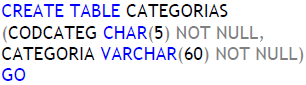 CREATE TABLE CATEGORIAS
(CODCATEG CHAR(5) NOT NULL,
CATEGORIA VARCHAR(60) NOT NULL)
GO